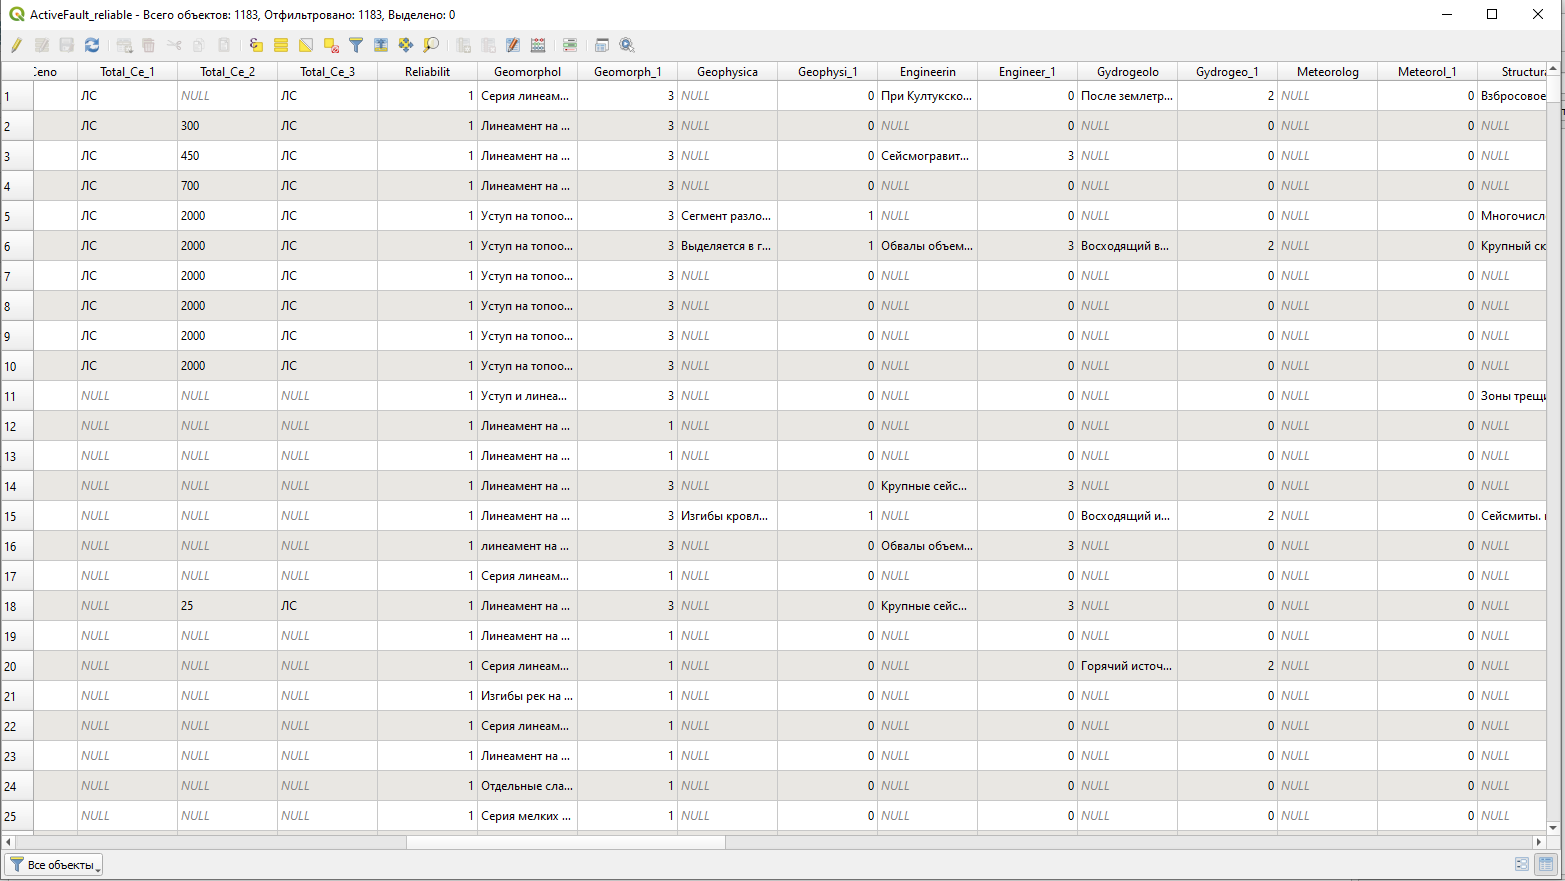 ActiveFault_reliable - Всего объектов: 1183, Отфильтровано: 1183, Выделено: 0
Ceno Total_Ce_1 Total_Ce_2 Total_Ce_3 Reliabilit Geomorphol Geomorph_1 Geophysica Geophysi_1 Engineerin Engineer_1 Gydrogeolo Gydrogeo_1 Meteorolog Meteorol_1 Structura
1 ЛС NULL ЛС 1 Серия линеам... 3 NULL 0 При Култукско... 0 После землетр... 2 NULL 0 Взбросовое
2 ЛС 300 ЛС 1 Линеамент на ... 3 NULL 0 NULL 0 NULL 0 NULL 0 NULL
3 ЛС 450 ЛС 1 Линеамент на ... 3 NULL 0 Сейсмогравит... 3 NULL 0 NULL 0 NULL
4 ЛС 700 ЛС 1 Линеамент на ... 3 NULL 0 NULL 0 NULL 0 NULL 0 NULL
5 ЛС 2000 ЛС 1 Уступ на топоо... 3 Сегмент разло... 1 NULL 0 NULL 0 NULL 0 Многочисл
6 ЛС 2000 ЛС 1 Уступ на топоо... 3 Выделяется в г... 1 Обвалы объем... 3 Восходящий в... 2 NULL 0 Крупный ск
7 ЛС 2000 ЛС 1 Уступ на топоо... 3 NULL 0 NULL 0 NULL 0 NULL 0 NULL
8 ЛС 2000 ЛС 1 Уступ на топоо... 3 NULL 0 NULL 0 NULL 0 NULL 0 NULL
9 ЛС 2000 ЛС 1 Уступ на топоо... 3 NULL 0 NULL 0 NULL 0 NULL 0 NULL
10 ЛС 2000 ЛС 1 Уступ на топоо... 3 NULL 0 NULL 0 NULL 0 NULL 0 NULL
11 NULL NULL NULL 1 Уступ и линеа... 3 NULL 0 NULL 0 NULL 0 NULL 0 Зоны трещи
12 NULL NULL NULL 1 Линеамент на ... 1 NULL 0 NULL 0 NULL 0 NULL 0 NULL
13 NULL NULL NULL 1 Линеамент на ... 1 NULL 0 NULL 0 NULL 0 NULL 0 NULL
14 NULL NULL NULL 1 Линеамент на ... 3 NULL 0 Крупные сейс... 3 NULL 0 NULL 0 NULL
15 NULL NULL NULL 1 Линеамент на ... 3 Изгибы кровл... 1 NULL 0 Восходящий и... 2 NULL 0 Сейсмиты.
16 NULL NULL NULL 1 линеамент на ... 3 NULL 0 Обвалы объем... 3 NULL 0 NULL 0 NULL
17 NULL NULL NULL 1 Серия линеам... 1 NULL 0 NULL 0 NULL 0 NULL 0 NULL
18 NULL 25 ЛС 1 Линеамент на ... 3 NULL 0 Крупные сейс... 3 NULL 0 NULL 0 NULL
19 NULL NULL NULL 1 Линеамент на ... 1 NULL 0 NULL 0 NULL 0 NULL 0 NULL
20 NULL NULL NULL 1 Серия линеам... 1 NULL 0 NULL 0 Горячий источ... 2 NULL 0 NULL
21 NULL NULL NULL 1 Изгибы рек на ... 1 NULL 0 NULL 0 NULL 0 NULL 0 NULL
22 NULL NULL NULL 1 Серия линеам... 1 NULL 0 NULL 0 NULL 0 NULL 0 NULL
23 NULL NULL NULL 1 Линеамент на ... 1 NULL 0 NULL 0 NULL 0 NULL 0 NULL
24 NULL NULL NULL 1 Отдельные сла... 1 NULL 0 NULL 0 NULL 0 NULL 0 NULL
25 NULL NULL NULL 1 Серия мелких ... 1 NULL 0 NULL 0 NULL 0 NULL 0 NULL
Все объекты